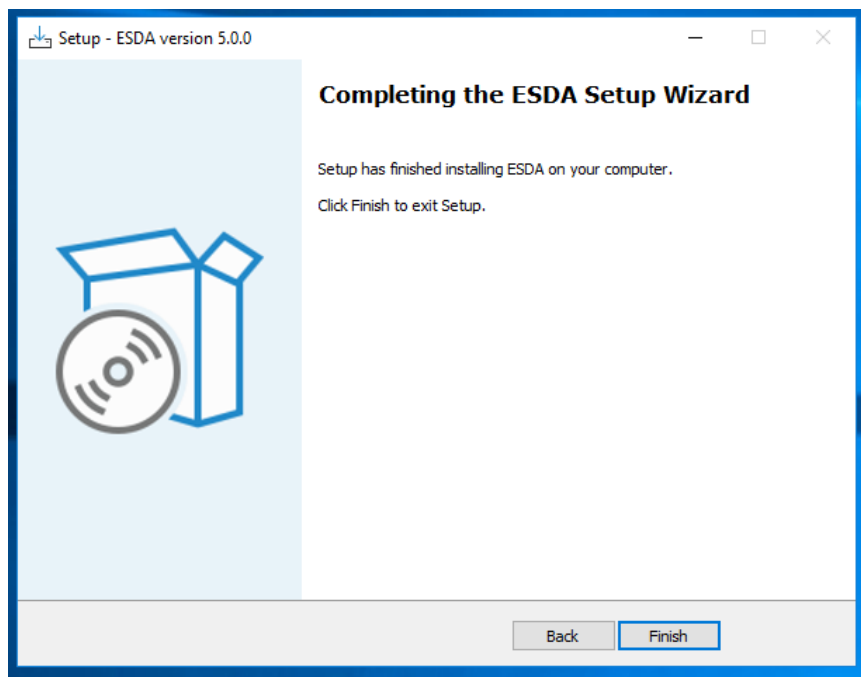 Setup - ESDA version 5.0.0
Completing the ESDA Setup Wizard
Setup has finished installing ESDA on your computer.
Click Finish to exit Setup.
Back
Finish